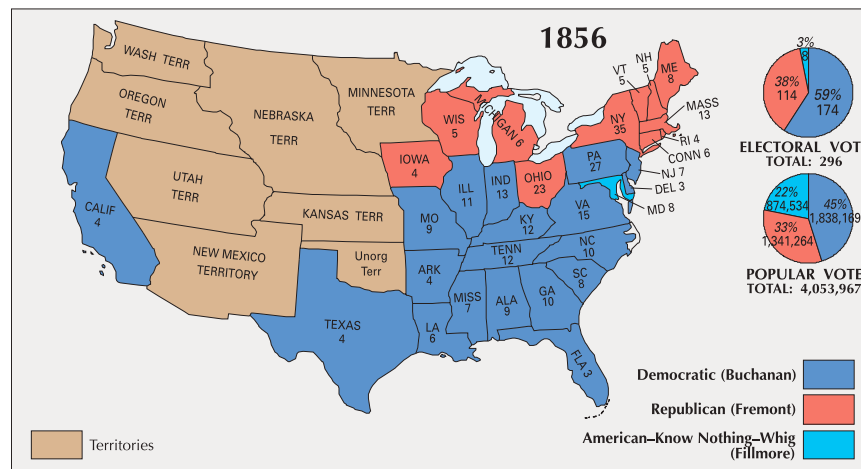 1856
WASH TERR
OREGON
TERR
CALIF
4
UTAH
TERR
NEBRASKA
TERR
MINNESOTA
TERR
KANSAS TERR
NEW MEXICO
TERRITORY
Unorg
Terr
TEXAS
4
IOWA
4
WIS
5
MICHIGAN 6
ILL
11
IND
13
OHIO
23
MO
9
ARK
4
LA
6
MISS
7
ALA
9
GA
10
FLA 3
SC
8
NC
10
TENN
12
KY
12
VA
15
PA
27
NY
35
VT
5
NH
5
ME
8
MASS
13
RI 4
CONN 6
NJ 7
DEL 3
MD 8
3%
8
38%
114
59%
174
ELECTORAL VOTE
TOTAL: 296
22%
874,534
45%
1,838,169
33%
1,341,264
POPULAR VOTE
TOTAL: 4,053,967
Democratic (Buchanan)
Republican (Fremont)
American–Know Nothing–Whig
(Fillmore)
Territories